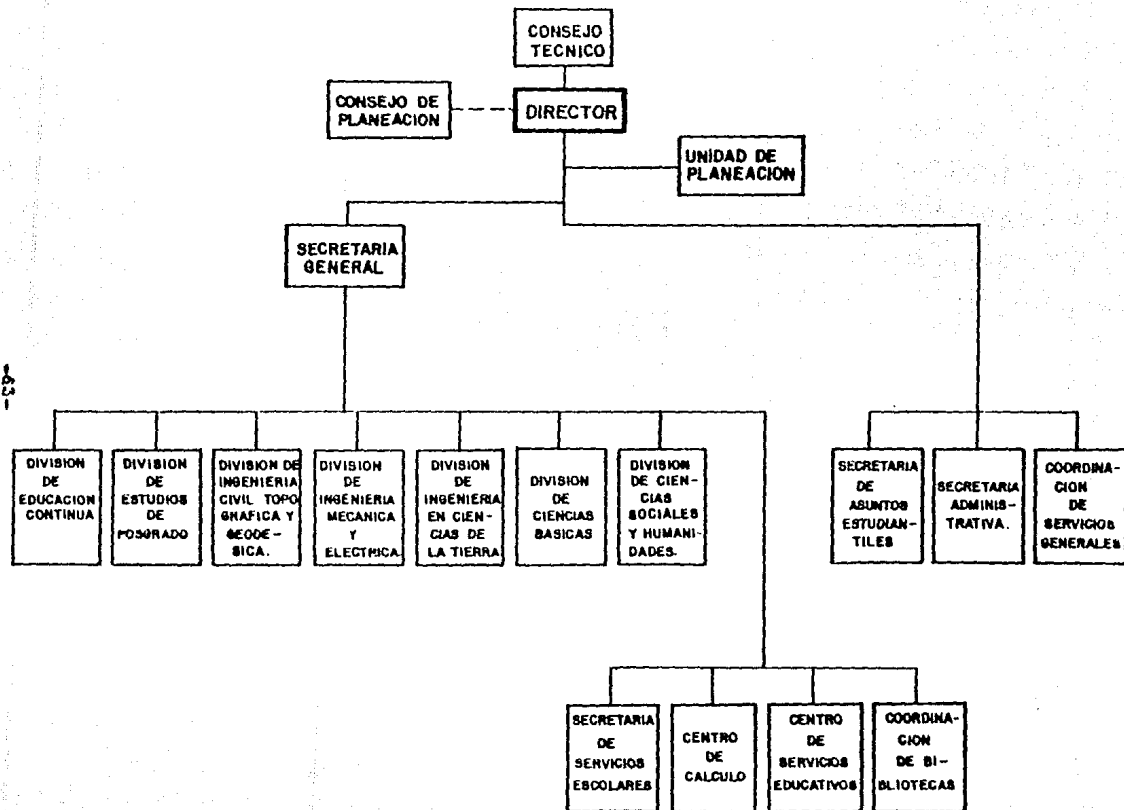 CONSEJO
TECNICO
CONSEJO DE
PLANEACION
DIRECTOR
UNIDAD DE
PLANEACION
SECRETARIA
GENERAL
-63-
DIVISION
DE
EDUCACION
CONTINUA
DIVISION
DE
ESTUDIOS
DE
POSGRADO
DIVISION DE
INGENIERIA
CIVIL TOPO
GRAFICA Y
GEODE-
SICA.
DIVISION
DE
INGENIERIA
MECANICA
Y
ELECTRICA
DIVISION
DE
INGENIERIA
EN CIEN-
CIAS DE
LA TIERRA
DIVISION
DE
CIENCIAS
BASICAS
DIVISION
DE CIEN-
CIAS
SOCIALES
Y HUMANI-
DADES.
SECRETARIA
DE
ASUNTOS
ESTUDIAN-
TILES
SECRETARIA
ADMINIS-
TRATIVA.
COORDINA-
CION
DE
SERVICIOS
GENERALES
SECRETARIA
DE
SERVICIOS
ESCOLARES
CENTRO
DE
CALCULO
CENTRO
DE
SERVICIOS
EDUCATIVOS
COORDINA-
CION
DE BI-
BLIOTECAS